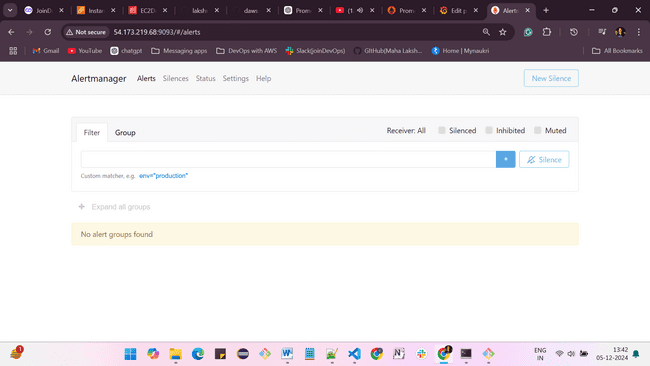 JoinD
Instan
EC2D
laksh
daws
Prom
(1
Prom
Edit p
Alert
Not secure 54.173.219.68:9093/#/alerts
Gmail YouTube chatgpt Messaging apps DevOps with AWS Slack(JoinDevOps) GitHub(Maha Laksh... Home | Mynaukri All Bookmarks
Alertmanager Alerts Silences Status Settings Help New Silence
Filter Group Receiver: All Silenced Inhibited Muted
+ Silence
Custom matcher, e.g. env="production"
+ Expand all groups
No alert groups found
ENG 13:42
IN 05-12-2024